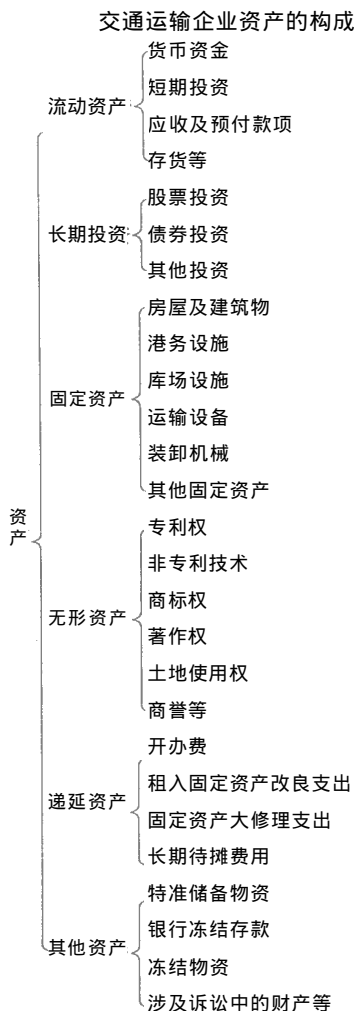 交通运输企业资产的构成
资产
流动资产
货币资金
短期投资
应收及预付款项
存货等
长期投资
股票投资
债券投资
其他投资
固定资产
房屋及建筑物
港务设施
库场设施
运输设备
装卸机械
其他固定资产
无形资产
专利权
非专利技术
商标权
著作权
土地使用权
商誉等
递延资产
开办费
租入固定资产改良支出
固定资产大修理支出
长期待摊费用
其他资产
特准储备物资
银行冻结存款
冻结物资
涉及诉讼中的财产等